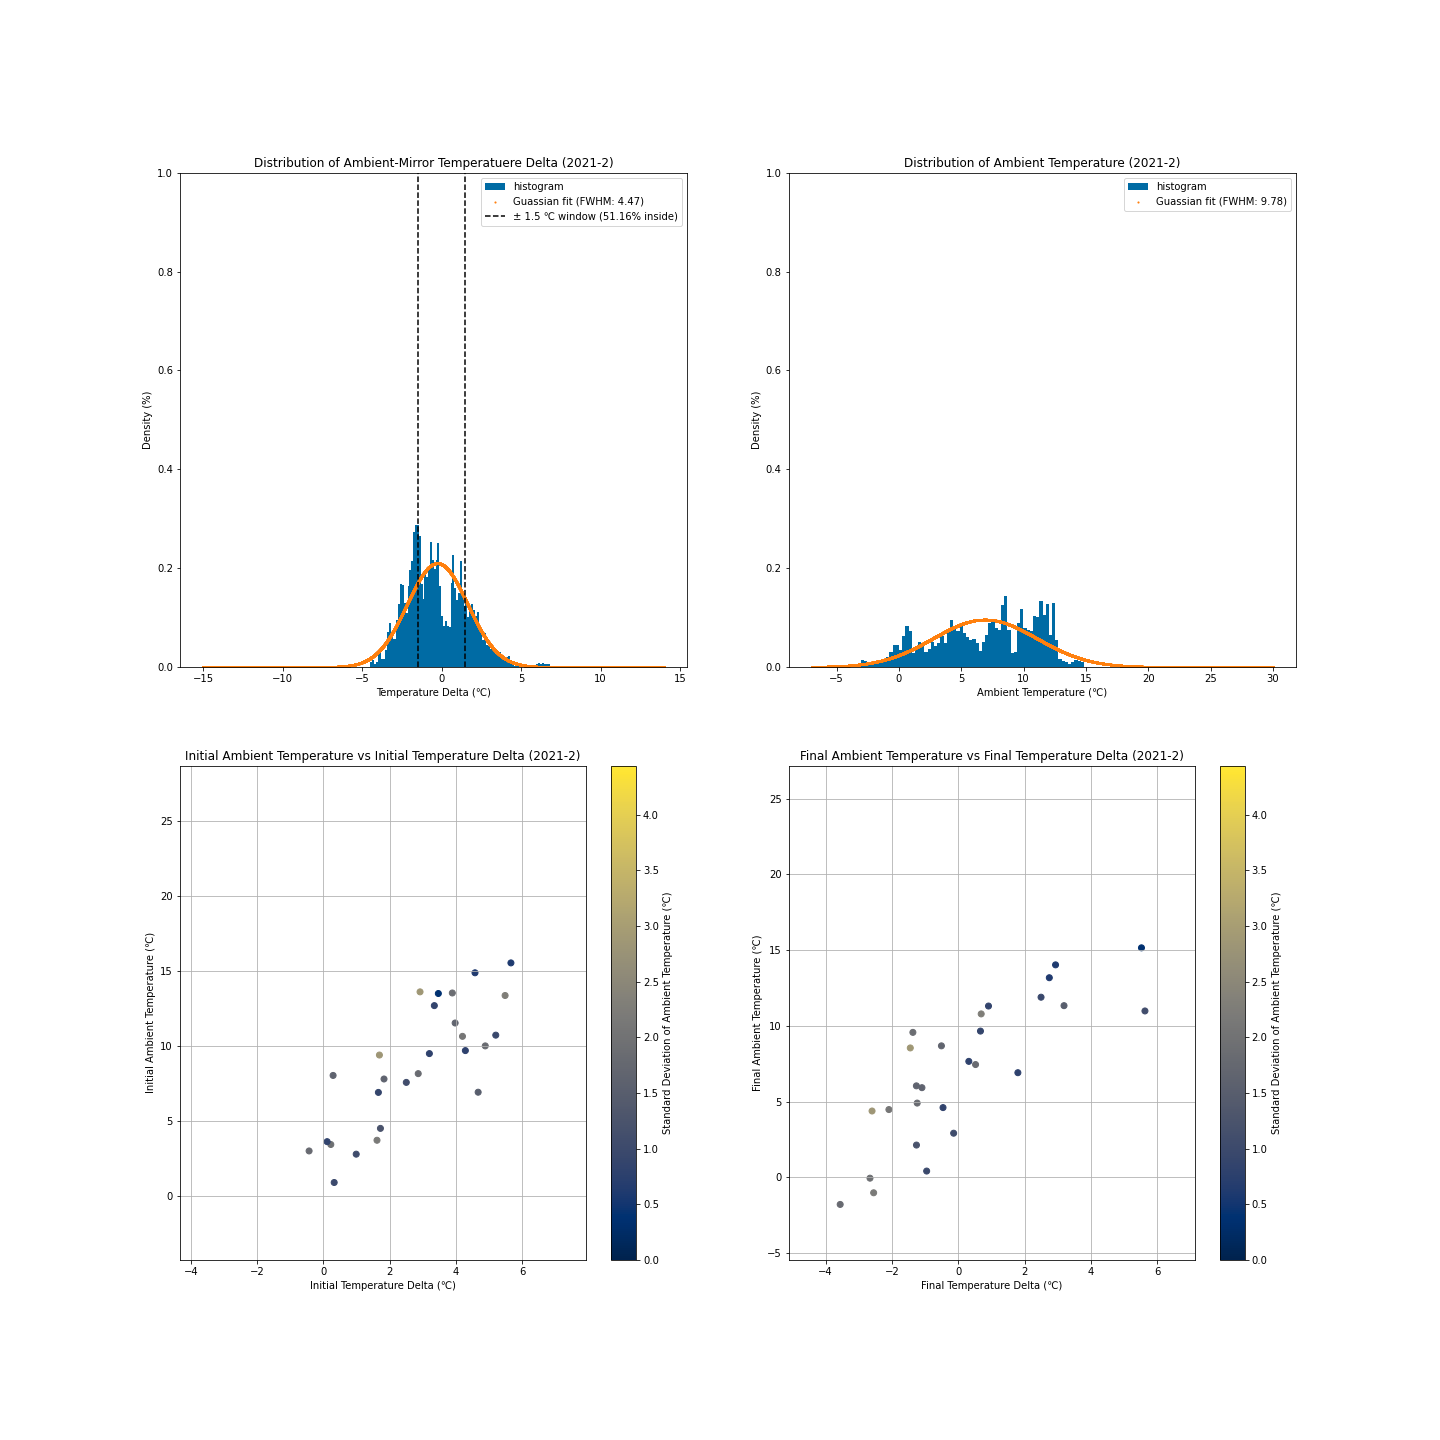 Distribution of Ambient-Mirror Temperatuere Delta (2021-2)
1.0
0.8
0.6
0.4
0.2
0.0
Density (%)
histogram
Guassian fit (FWHM: 4.47)
± 1.5 ℃ window (51.16% inside)
−15 −10 −5 0 5 10 15
Temperature Delta (℃)
Distribution of Ambient Temperature (2021-2)
1.0
0.8
0.6
0.4
0.2
0.0
Density (%)
histogram
Guassian fit (FWHM: 9.78)
−5 0 5 10 15 20 25 30
Ambient Temperature (℃)
Initial Ambient Temperature vs Initial Temperature Delta (2021-2)
25
20
15
10
5
0
Initial Ambient Temperature (℃)
−4 −2 0 2 4 6
Initial Temperature Delta (℃)
4.0
3.5
3.0
2.5
2.0
1.5
1.0
0.5
0.0
Standard Deviation of Ambient Temperature (℃)
Final Ambient Temperature vs Final Temperature Delta (2021-2)
25
20
15
10
5
0
−5
Final Ambient Temperature (℃)
−4 −2 0 2 4 6
Final Temperature Delta (℃)
4.0
3.5
3.0
2.5
2.0
1.5
1.0
0.5
0.0
Standard Deviation of Ambient Temperature (℃)